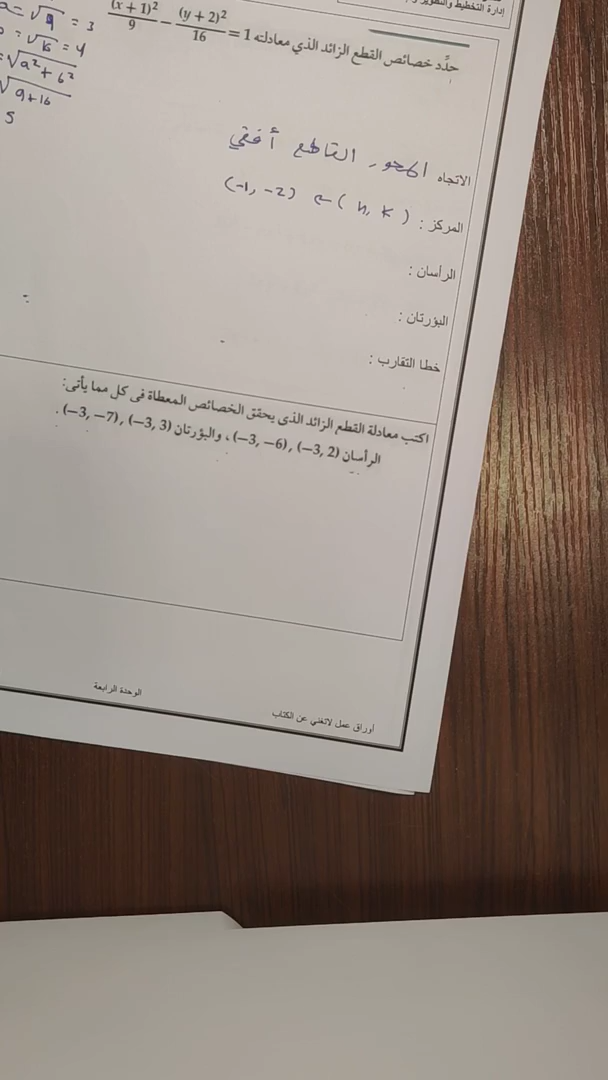 إدارة التخطيط والتطوير
حدَّد خصائص القطع الزائد الذي معادلته (x + 1)²/9 − (y + 2)²/16 = 1
a = √9 = 3
= √16 = 4
= √a² + b²
√9+16
5
الاتجاه المحور القاطع أفقي
المركز : (h, k) ← (-1, -2)
الرأسان :
البؤرتان :
خطا التقارب :
اكتب معادلة القطع الزائد الذي يحقق الخصائص المعطاة في كل مما يأتي:
الرأسان (−3, −6), (−3, 2) ، والبؤرتان (−3, −7), (−3, 3) .
الوحدة الرابعة
أوراق عمل لاتغني عن الكتاب